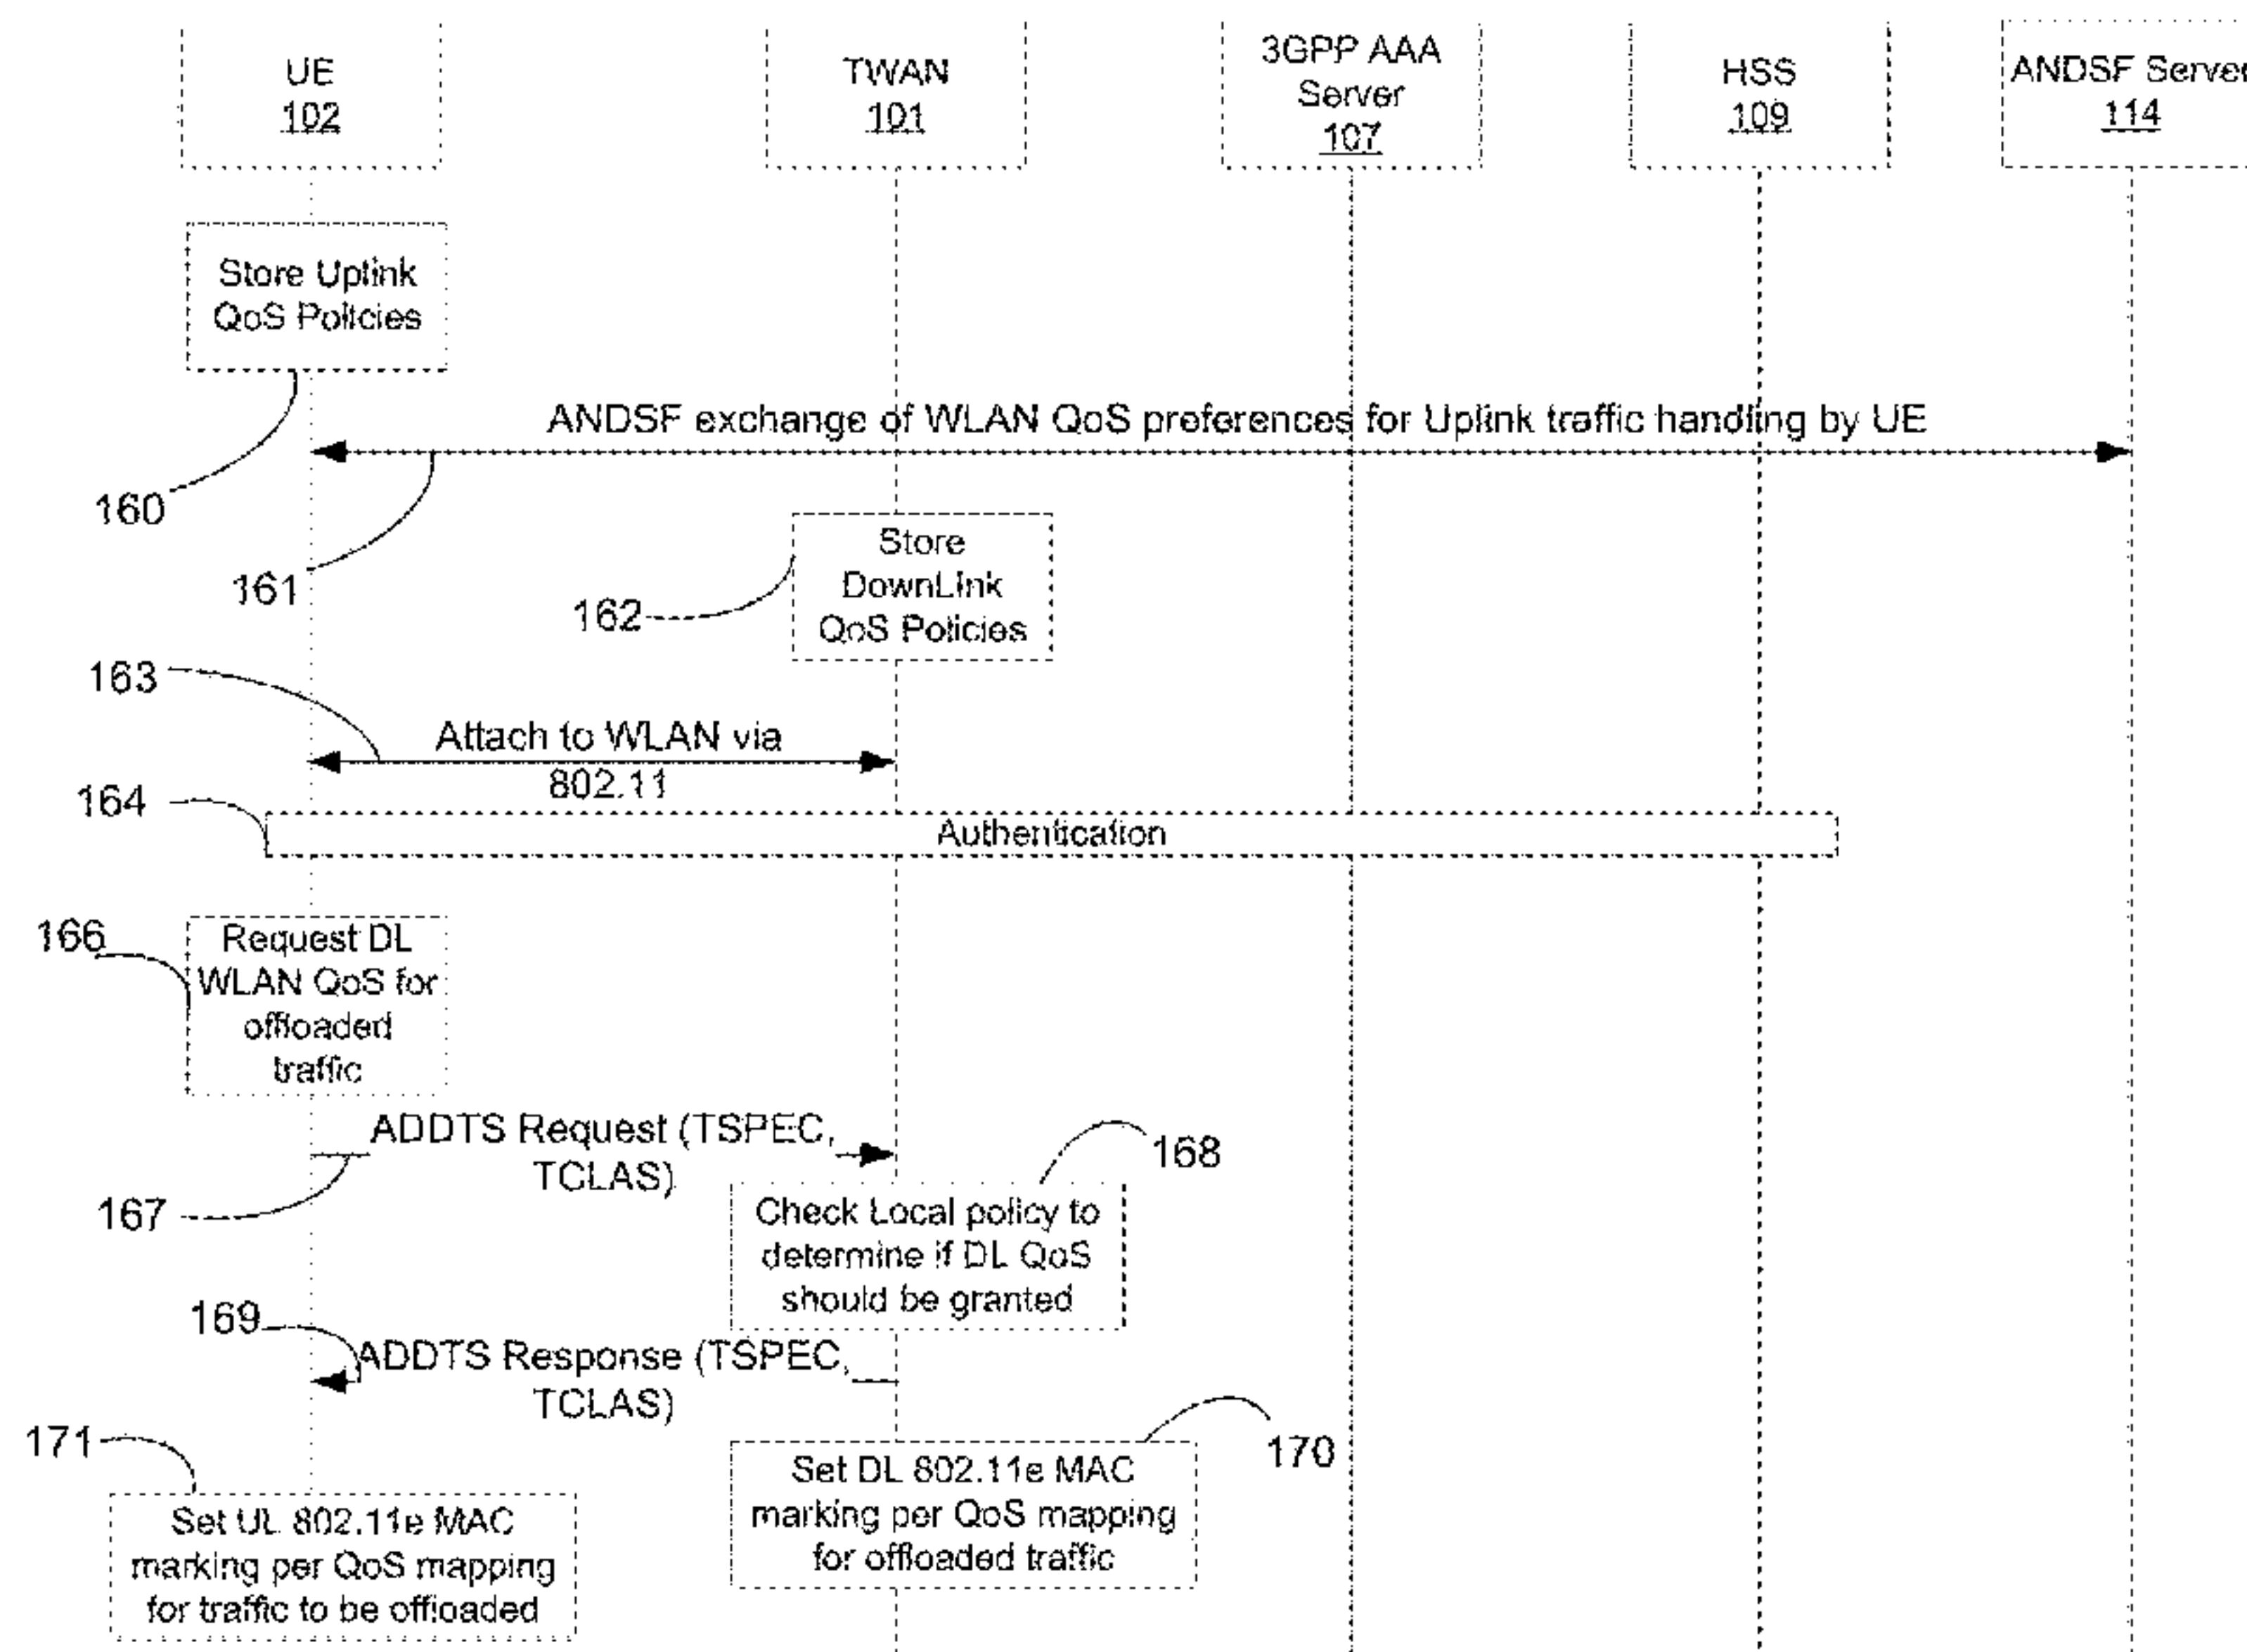 UE
102
TWAN
101
3GPP AAA
Server
107
HSS
109
ANDSF Server
114
Store Uplink
QoS Policies
160
ANDSF exchange of WLAN QoS preferences for Uplink traffic handling by UE
161
Store
DownLink
QoS Policies
162
163
Attach to WLAN via
802.11
164
Authentication
166
Request DL
WLAN QoS for
offloaded
traffic
ADDTS Request (TSPEC,
TCLAS)
167
168
Check Local policy to
determine if DL QoS
should be granted
169
ADDTS Response (TSPEC,
TCLAS)
170
171
Set DL 802.11e MAC
marking per QoS mapping
for offloaded traffic
Set UL 802.11e MAC
marking per QoS mapping
for traffic to be offloaded